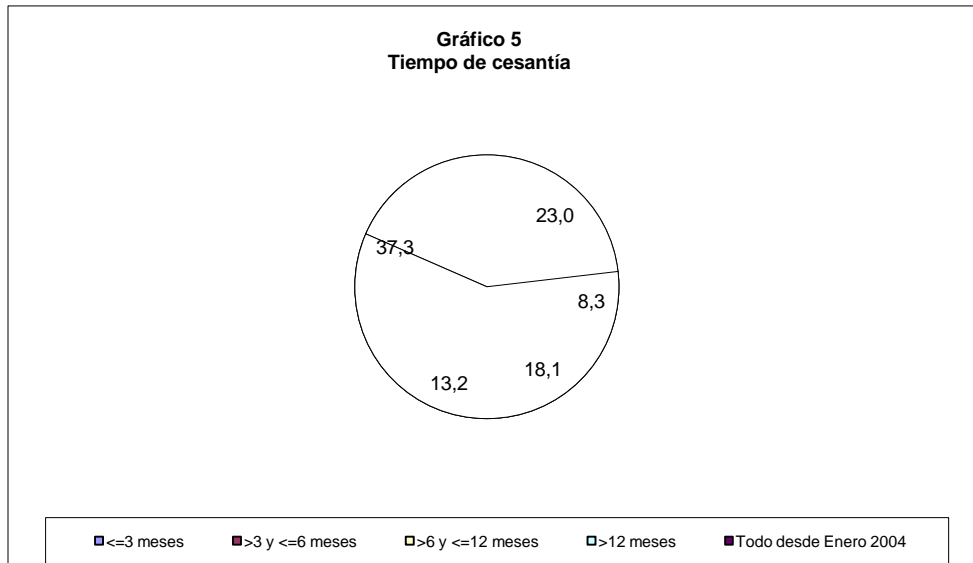 Gráfico 5
Tiempo de cesantía
23,0
37,3
8,3
18,1
13,2
<=3 meses >3 y <=6 meses >6 y <=12 meses >12 meses Todo desde Enero 2004